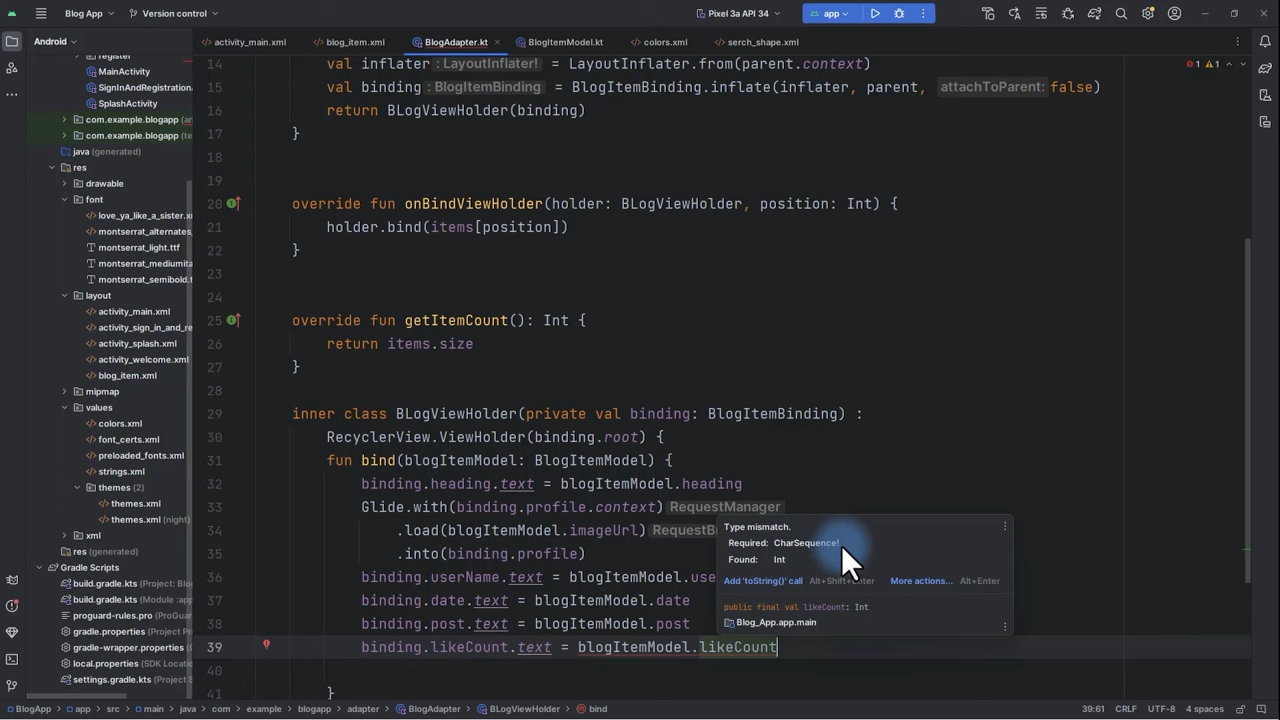 Blog App
Version control
Pixel 3a API 34
app
Android
activity_main.xml
blog_item.xml
BlogAdapter.kt
BlogItemModel.kt
colors.xml
serch_shape.xml
register
MainActivity
SignInAndRegistration
SplashActivity
com.example.blogapp (an
com.example.blogapp (te
java (generated)
res
drawable
font
love_ya_like_a_sister.xm
montserrat_alternates_
montserrat_light.ttf
montserrat_mediumita
montserrat_semibold.t
layout
activity_main.xml
activity_sign_in_and_re
activity_splash.xml
activity_welcome.xml
blog_item.xml
mipmap
values
colors.xml
font_certs.xml
preloaded_fonts.xml
strings.xml
themes (2)
themes.xml
themes.xml (night)
res (generated)
Gradle Scripts
build.gradle.kts (Project: Blo
build.gradle.kts (Module :ap
proguard-rules.pro
gradle.properties
gradle-wrapper.properties
local.properties (SDK Locati
settings.gradle.kts
1 1
14 val inflater : LayoutInflater! = LayoutInflater.from(parent.context)
15 val binding : BlogItemBinding = BlogItemBinding.inflate(inflater, parent, attachToParent: false)
16 return BLogViewHolder(binding)
17 }
18
19
20 override fun onBindViewHolder(holder: BLogViewHolder, position: Int) {
21 holder.bind(items[position])
22 }
23
24
25 override fun getItemCount(): Int {
26 return items.size
27 }
28
29 inner class BLogViewHolder(private val binding: BlogItemBinding) :
30 RecyclerView.ViewHolder(binding.root) {
31 fun bind(blogItemModel: BlogItemModel) {
32 binding.heading.text = blogItemModel.heading
33 Glide.with(binding.profile.context) RequestManager
34 .load(blogItemModel.imageUrl) RequestBu
35 .into(binding.profile)
36 binding.userName.text = blogItemModel.use
37 binding.date.text = blogItemModel.date
38 binding.post.text = blogItemModel.post
39 binding.likeCount.text = blogItemModel.likeCount
40
41 }
Type mismatch.
Required: CharSequence!
Found: Int
Add 'toString()' call Alt+Shift+Enter More actions... Alt+Enter
public final val likeCount: Int
Blog_App.app.main
BlogApp app src main java com example blogapp adapter BlogAdapter BLogViewHolder bind
39:61 CRLF UTF-8 4 spaces